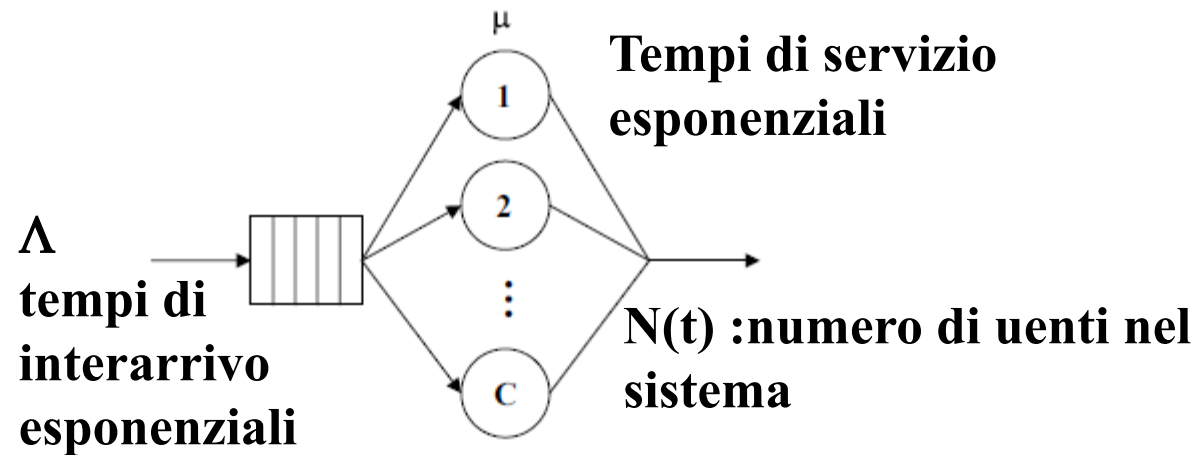 μ
1
Tempi di servizio
esponenziali
2
Λ
tempi di
interarrivo
esponenziali
N(t) :numero di uenti nel
sistema
C